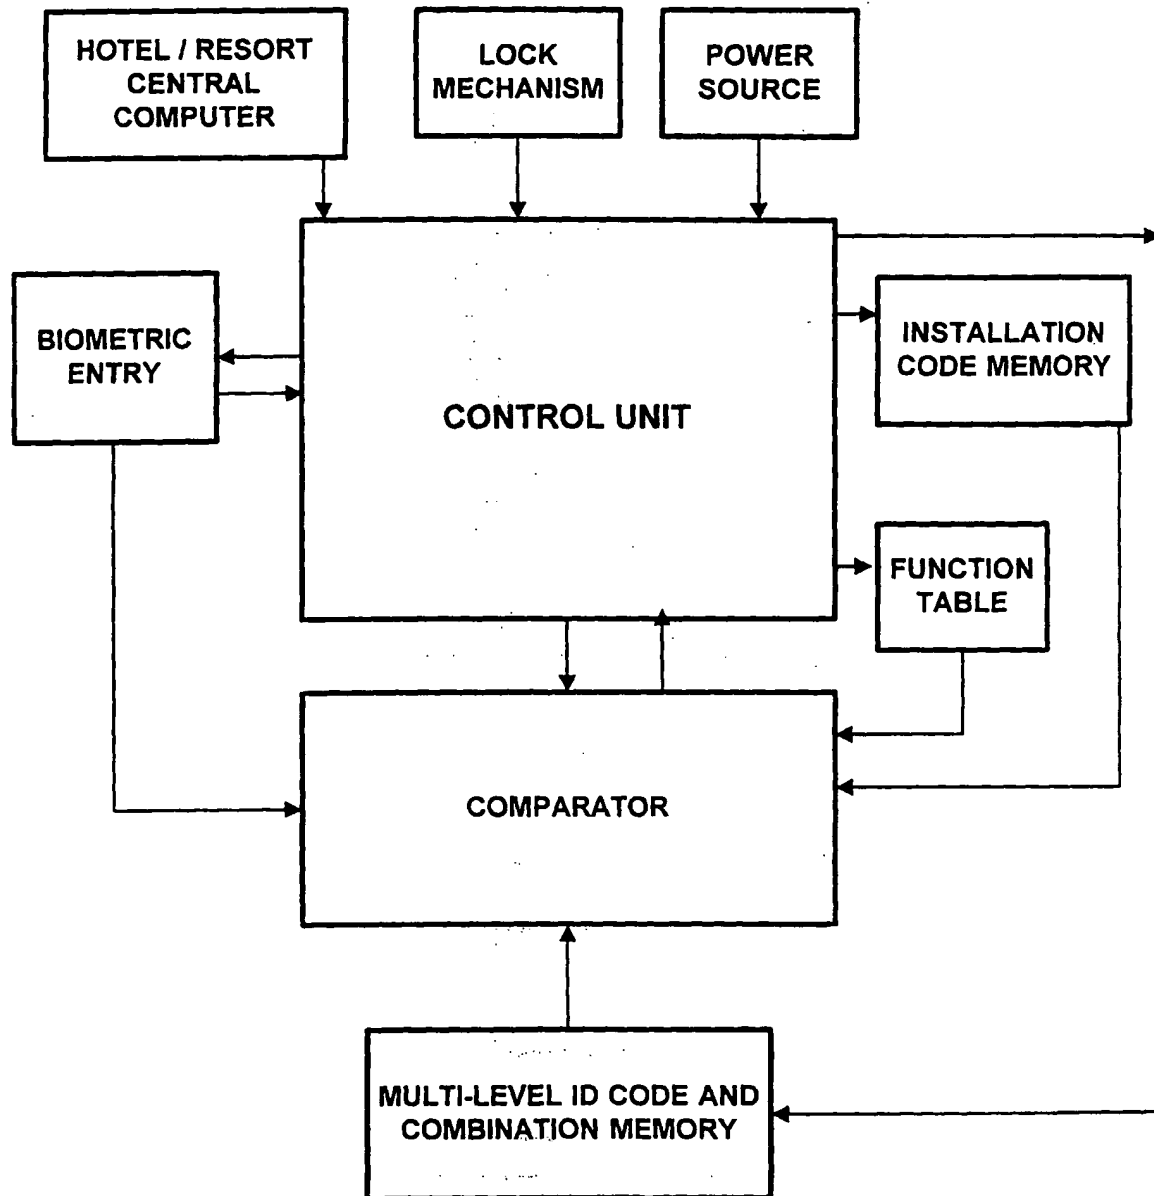 HOTEL / RESORT
CENTRAL
COMPUTER
LOCK
MECHANISM
POWER
SOURCE
BIOMETRIC
ENTRY
CONTROL UNIT
INSTALLATION
CODE MEMORY
FUNCTION
TABLE
COMPARATOR
MULTI-LEVEL ID CODE AND
COMBINATION MEMORY